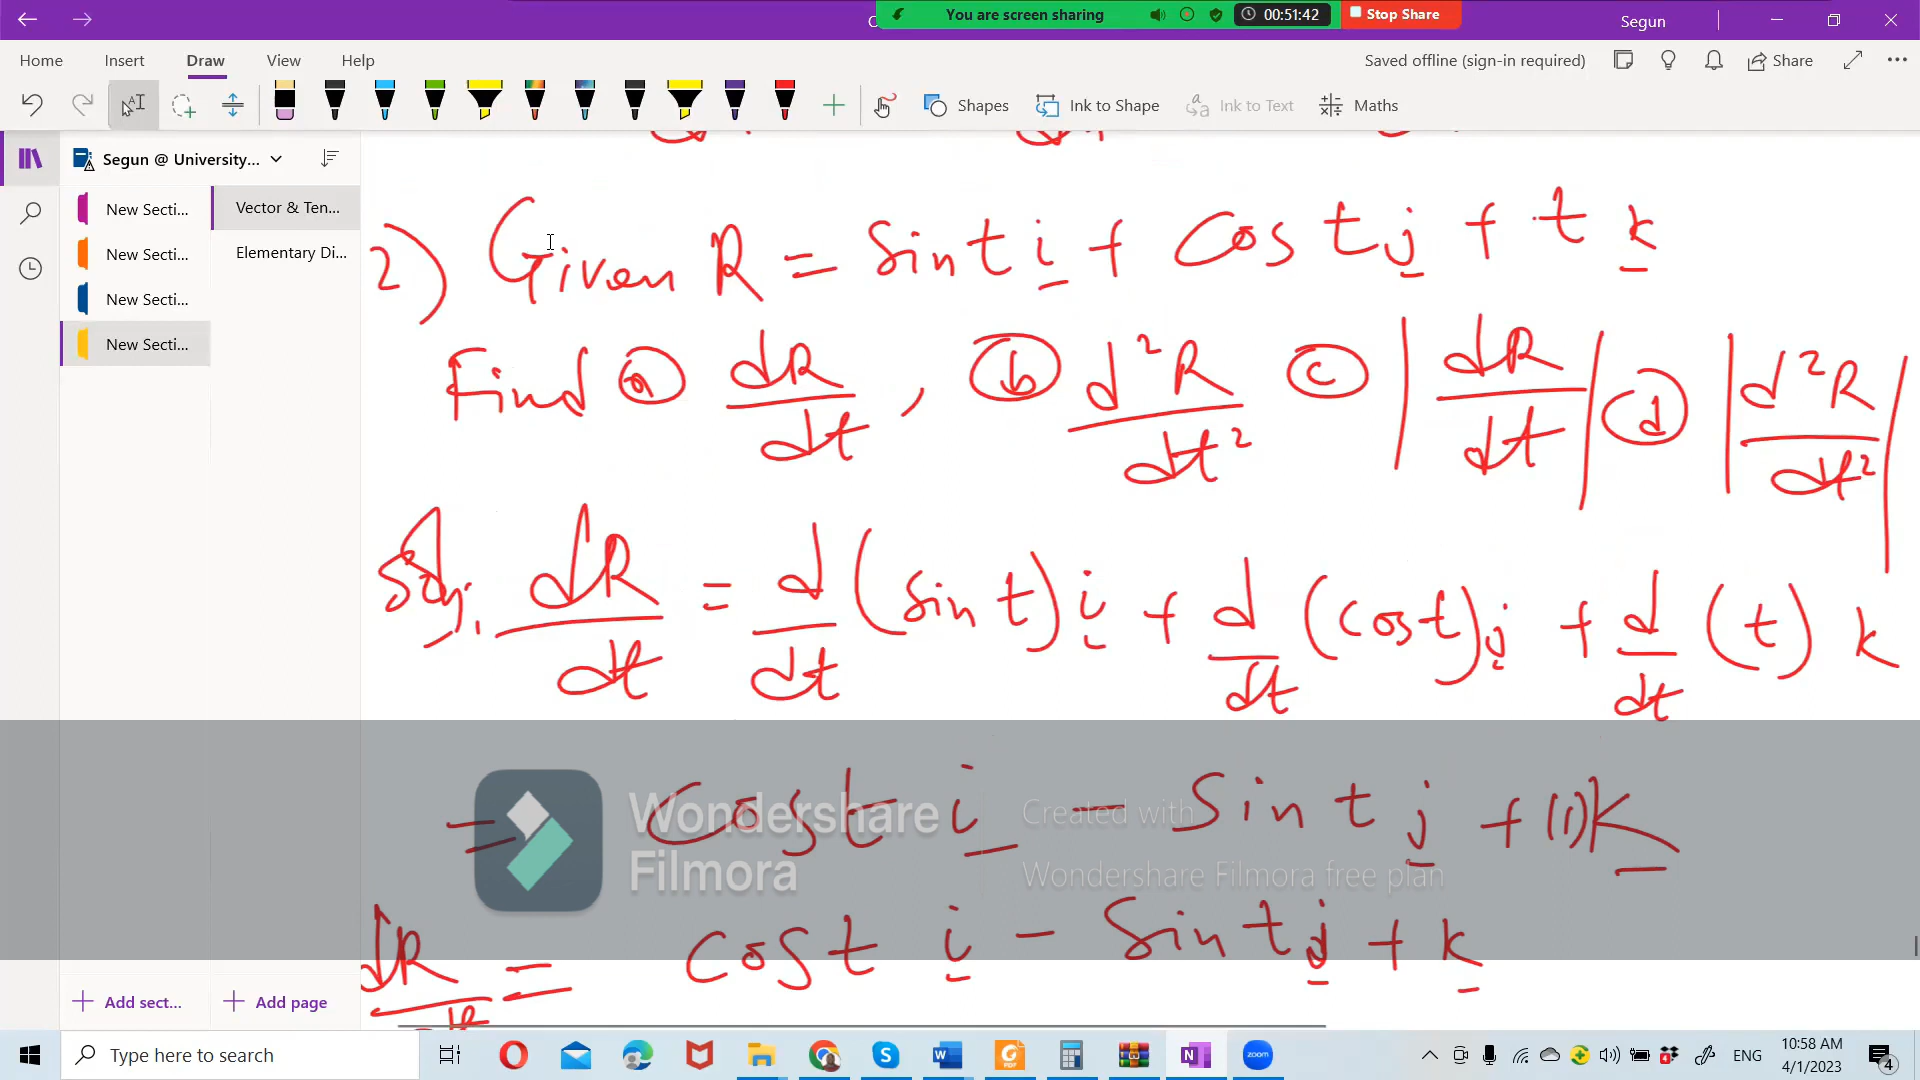 You are screen sharing 00:51:42 Stop Share
Segun
Home Insert Draw View Help Saved offline (sign-in required) Share
Shapes Ink to Shape Ink to Text Maths
Segun @ University...
New Secti...
New Secti...
New Secti...
New Secti...
Vector & Ten...
Elementary Di...
2) Given R = Sin t i + Cos t j + t k
Find (a) dR/dt , (b) d²R/dt² (c) |dR/dt| (d) |d²R/dt²|
Soln. dR/dt = d/dt (sin t) i + d/dt (cos t) j + d/dt (t) k
= Cos t i - Sin t j + (1)K
dR/dt = cos t i - Sin t j + k
Wondershare
Filmora
Created with
Wondershare Filmora free plan
Add sect... Add page
Type here to search
ENG
10:58 AM
4/1/2023
4
zoom